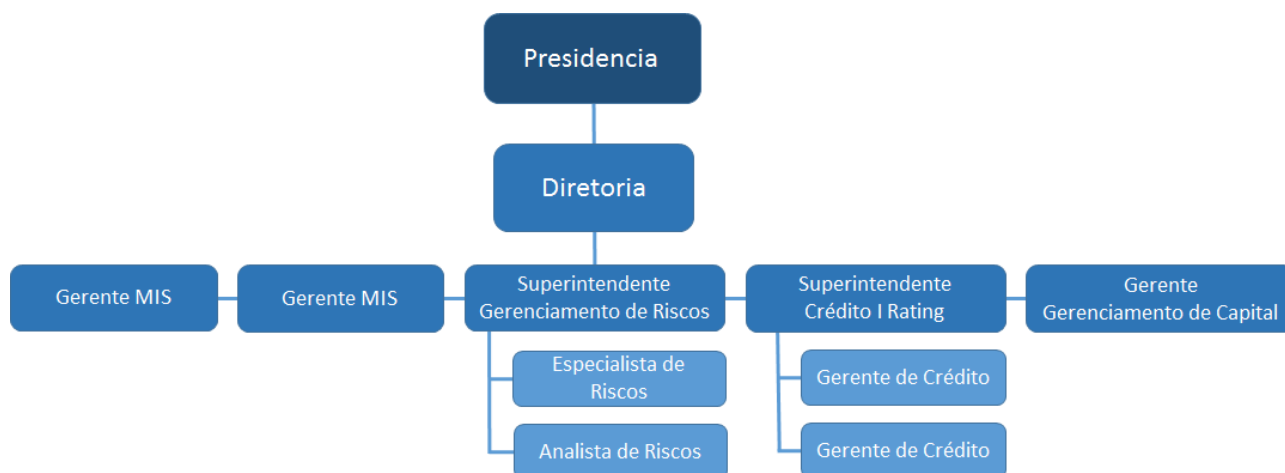 Presidencia
Diretoria
Gerente MIS
Gerente MIS
Superintendente
Gerenciamento de Riscos
Superintendente
Crédito I Rating
Gerente
Gerenciamento de Capital
Especialista de
Riscos
Gerente de Crédito
Analista de Riscos
Gerente de Crédito